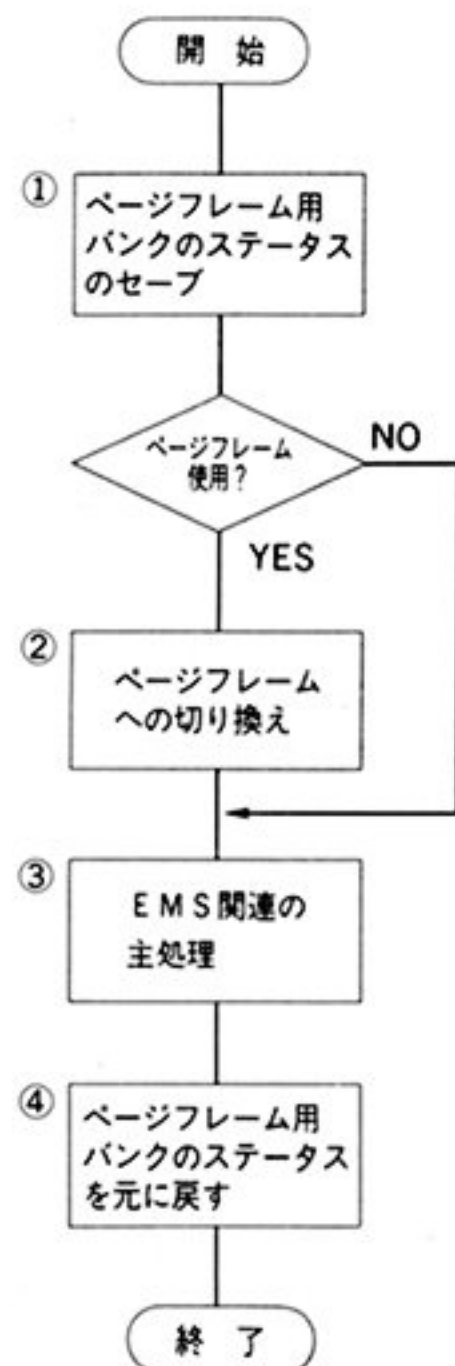 開 始
①
ページフレーム用
バンクのステータス
のセーブ
ページフレーム
使用?
NO
YES
②
ページフレーム
への切り換え
③
EMS関連の
主処理
④
ページフレーム用
バンクのステータス
を元に戻す
終 了